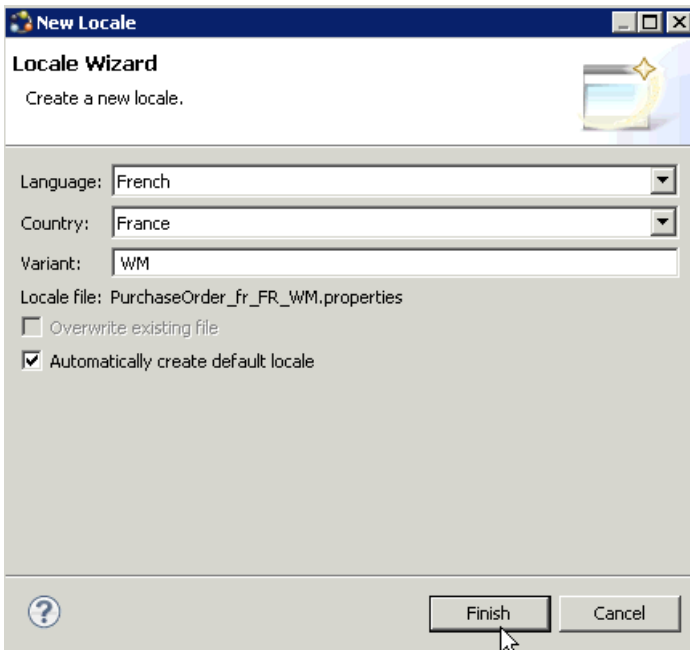 New Locale
Locale Wizard
Create a new locale.
Language: French
Country: France
Variant: WM
Locale file: PurchaseOrder_fr_FR_WM.properties
Overwrite existing file
Automatically create default locale
? Finish Cancel